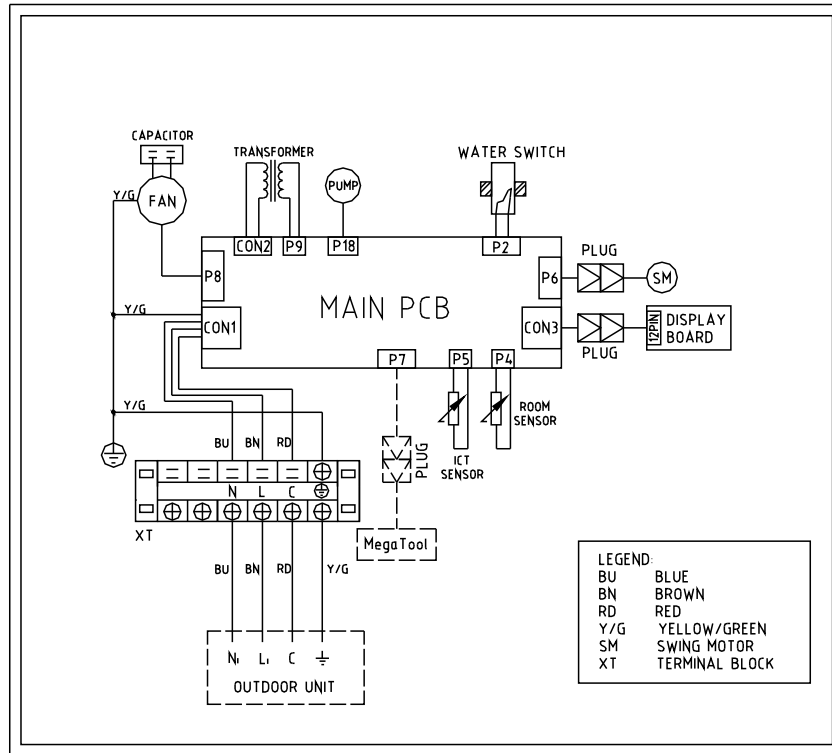 CAPACITOR
TRANSFORMER
WATER SWITCH
PUMP
Y/G
FAN
CON2
P9
P18
P2
PLUG
P8
P6
SM
MAIN PCB
Y/G
CON1
CON3
12PIN
DISPLAY
BOARD
PLUG
P7
P5
P4
Y/G
ROOM
SENSOR
BU
BN
RD
PLUG
ICT
SENSOR
N
L
C
XT
MegaTool
BU
BN
RD
Y/G
N₁
L₁
C
OUTDOOR UNIT
LEGEND:
BU BLUE
BN BROWN
RD RED
Y/G YELLOW/GREEN
SM SWING MOTOR
XT TERMINAL BLOCK